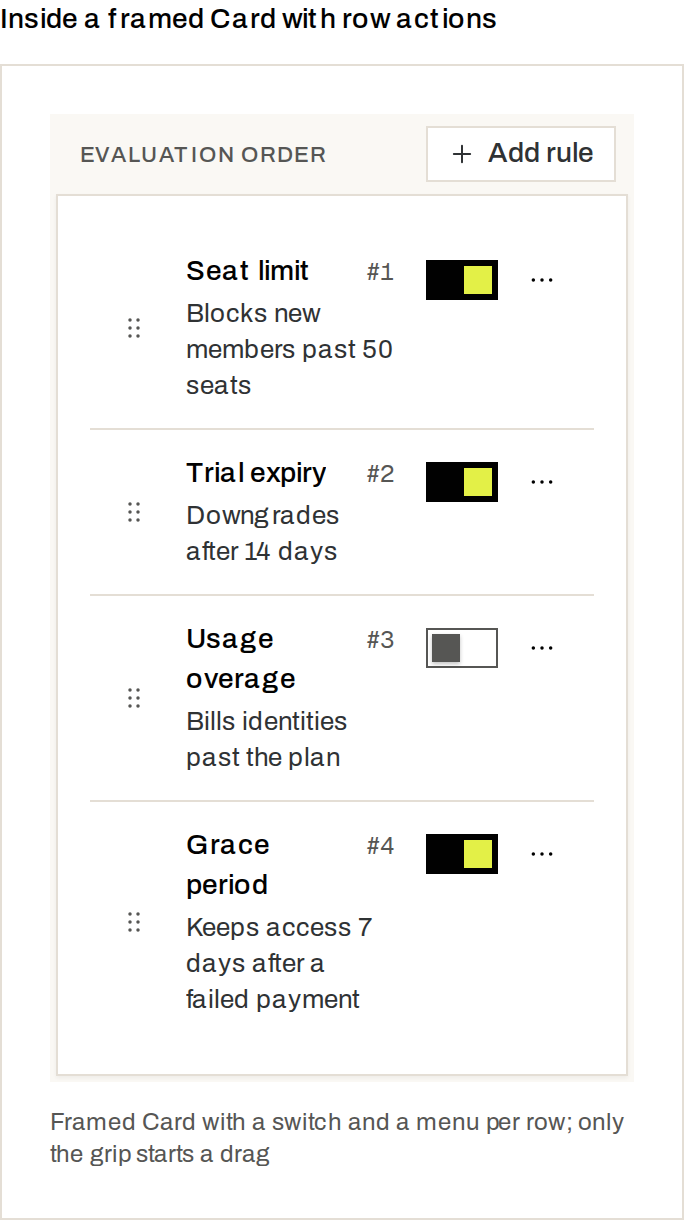 Inside a framed Card with row actions
EVALUATION ORDER
+ Add rule
Seat limit #1
Blocks new
members past 50
seats
Trial expiry #2
Downgrades
after 14 days
Usage #3
overage
Bills identities
past the plan
Grace #4
period
Keeps access 7
days after a
failed payment
Framed Card with a switch and a menu per row; only
the grip starts a drag